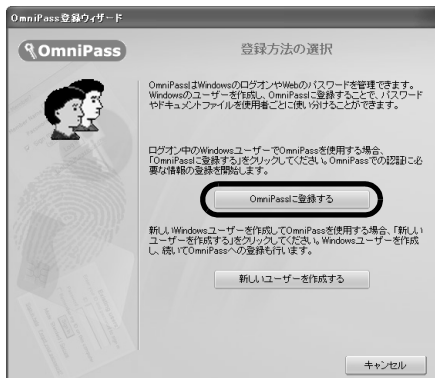 OmniPass登録ウィザード
OmniPass
登録方法の選択
OmniPassはWindowsのログオンやWebのパスワードを管理できます。
Windowsのユーザーを作成し、OmniPassに登録することで、パスワード
やドキュメントファイルを使用者ごとに使い分けることができます。
ログオン中のWindowsユーザーでOmniPassを使用する場合、
「OmniPassに登録する」をクリックしてください。OmniPassでの認証に必
要な情報の登録を開始します。
OmniPassに登録する
新しいWindowsユーザーを作成してOmniPassを使用する場合、「新しい
ユーザーを作成する」をクリックしてください。Windowsユーザーを作成
し、続いてOmniPassへの登録も行います。
新しいユーザーを作成する
キャンセル